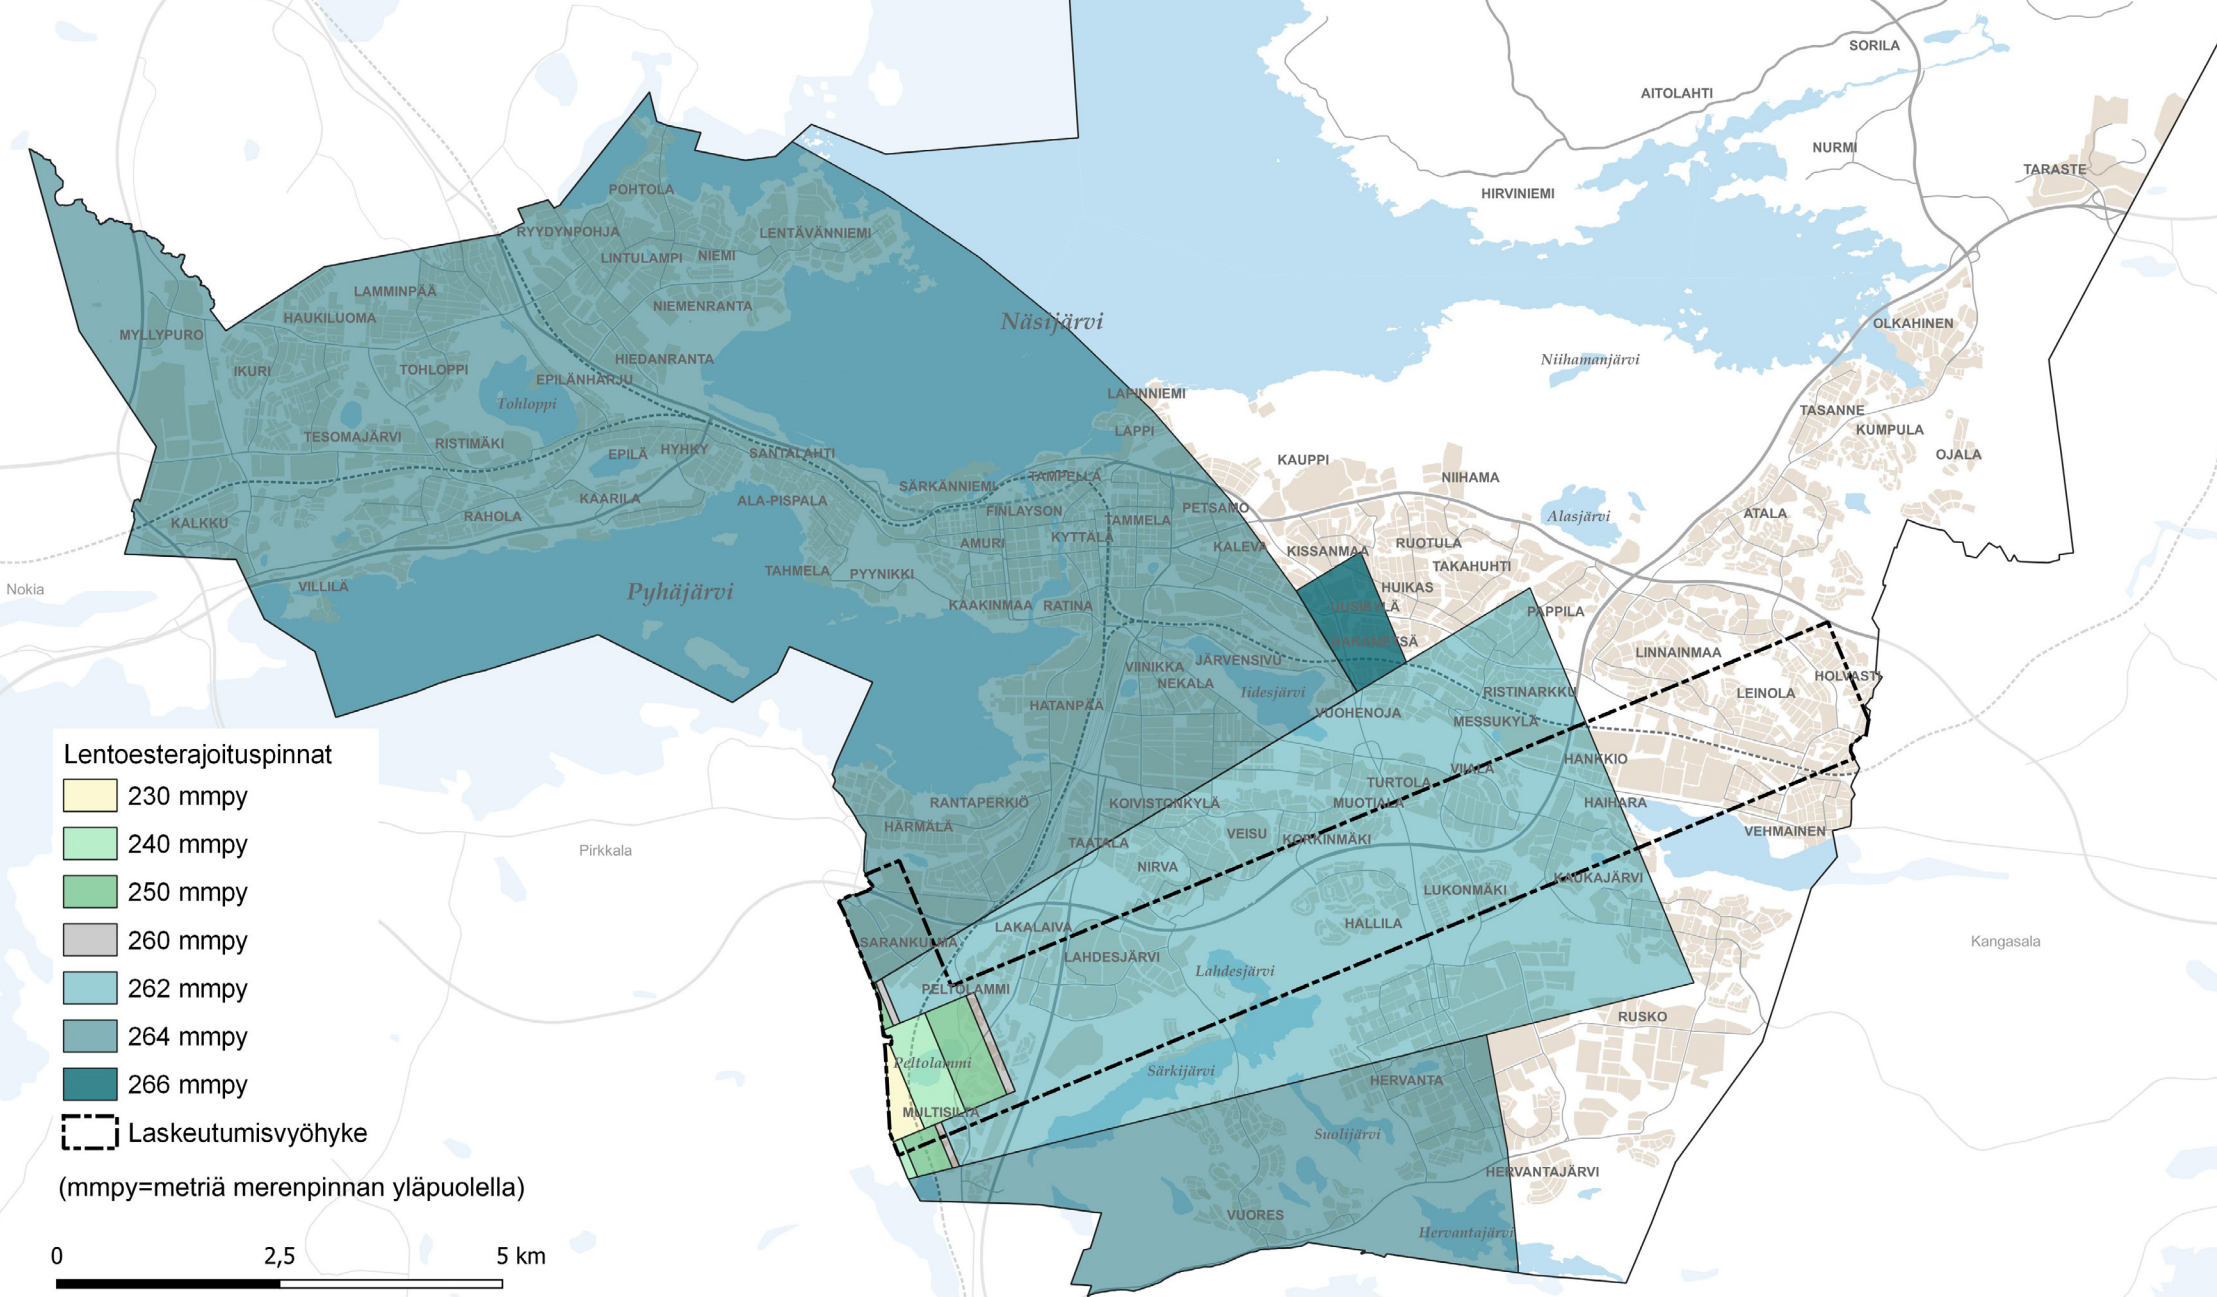 SORILA
AITOLAHTI
NURMI
TARASTE
HIRVINIEMI
POHTOLA
RYYDYNPOHJA
LENTÄVÄNNIEMI
LINTULAMPI
NIEMI
LAMMINPÄÄ
NIEMENRANTA
HAUKILUOMA
Näsijärvi
OLKAHINEN
MYLLYPURO
HIEDANRANTA
Niihamanjärvi
IKURI
TOHLOPPI
EPILÄNHARJU
Tohloppi
LAPINNIEMI
TASANNE
LAPPI
KUMPULA
TESOMAJÄRVI
RISTIMÄKI
EPILÄ
HYHKY
SANTALAHTI
KAUPPI
OJALA
NIIHAMA
TAMPELLA
SÄRKÄNNIEMI
KAARILA
ALA-PISPALA
PETSAMO
FINLAYSON
KALKKU
RAHOLA
TAMMELA
Alasjärvi
ATALA
KYTTÄLÄ
AMURI
KALEVA
KISSANMAA
RUOTULA
TAHMELA
PYYNIKKI
TAKAHUHTI
Nokia
VILLILÄ
Pyhäjärvi
HUIKAS
KAAKINMAA
RATINA
UUSIKYLÄ
PAPPILA
HAKAMETSÄ
LINNAINMAA
VIINIKKA
JÄRVENSIVU
HOLVASTI
NEKALA
Iidesjärvi
RISTINARKKU
LEINOLA
HATANPÄÄ
VUOHENOJA
MESSUKYLÄ
HANKKIO
VIIALA
TURTOLA
RANTAPERKIÖ
KOIVISTONKYLÄ
MUOTIALA
HAIHARA
HÄRMÄLÄ
VEISU
KORKINMÄKI
VEHMAINEN
TAATALA
Pirkkala
NIRVA
KAUKAJÄRVI
LUKONMÄKI
LAKALAIVA
HALLILA
SARANKULMA
Kangasala
LAHDESJÄRVI
Lahdesjärvi
PELTOLAMMI
RUSKO
Peltolammi
Särkijärvi
HERVANTA
MULTISILTA
Suolijärvi
HERVANTAJÄRVI
VUORES
Hervantajärvi
Lentoesterajoituspinnat
230 mmpy
240 mmpy
250 mmpy
260 mmpy
262 mmpy
264 mmpy
266 mmpy
Laskeutumisvyöhyke
(mmpy=metriä merenpinnan yläpuolella)
0 2,5 5 km